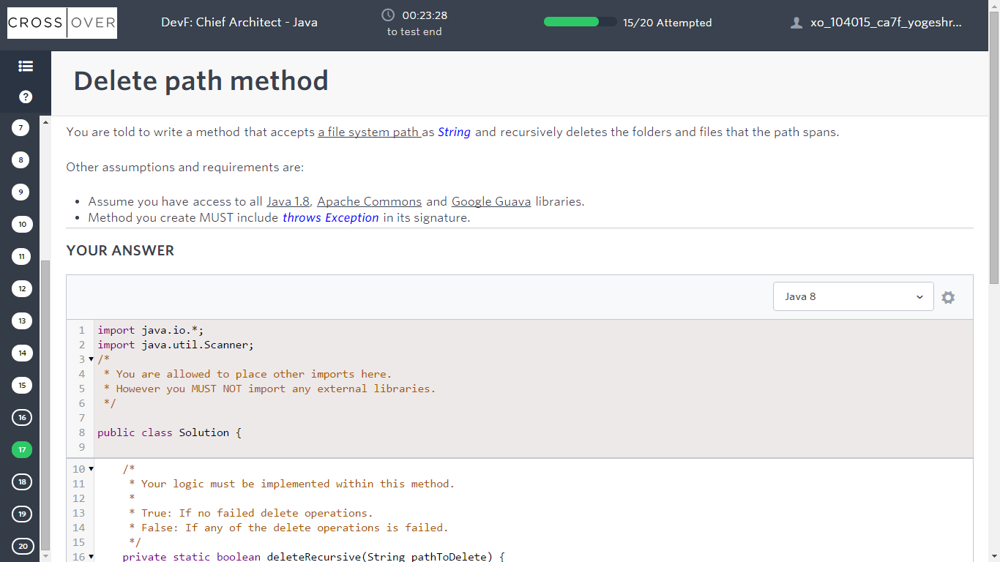 CROSS OVER
DevF: Chief Architect - Java
00:23:28
to test end
15/20 Attempted
xo_104015_ca7f_yogeshr...
?
Delete path method
7
8
9
10
11
12
13
14
15
16
17
18
19
20
You are told to write a method that accepts a file system path as String and recursively deletes the folders and files that the path spans.
Other assumptions and requirements are:
• Assume you have access to all Java 1.8, Apache Commons and Google Guava libraries.
• Method you create MUST include throws Exception in its signature.
YOUR ANSWER
Java 8
1 import java.io.*;
2 import java.util.Scanner;
3 /*
4 * You are allowed to place other imports here.
5 * However you MUST NOT import any external libraries.
6 */
7
8 public class Solution {
9
10 /*
11 * Your logic must be implemented within this method.
12 *
13 * True: If no failed delete operations.
14 * False: If any of the delete operations is failed.
15 */
16 private static boolean deleteRecursive(String pathToDelete) {